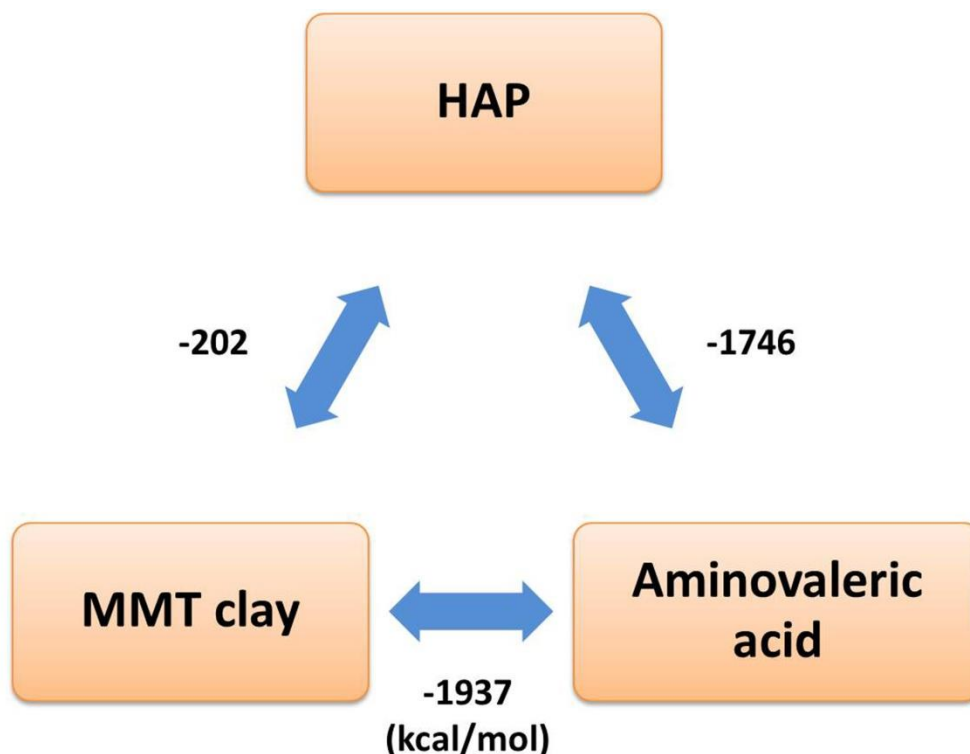 HAP
-202
-1746
MMT clay
Aminovaleric
acid
-1937
(kcal/mol)